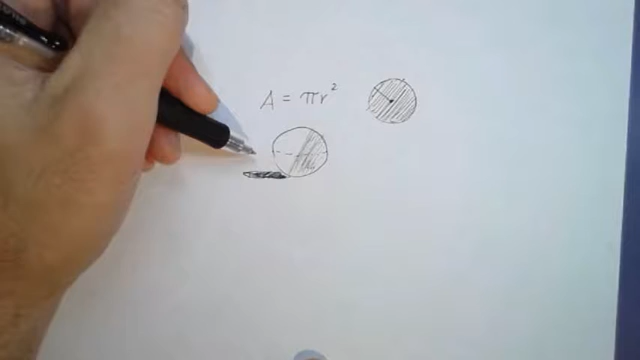 A = πr²